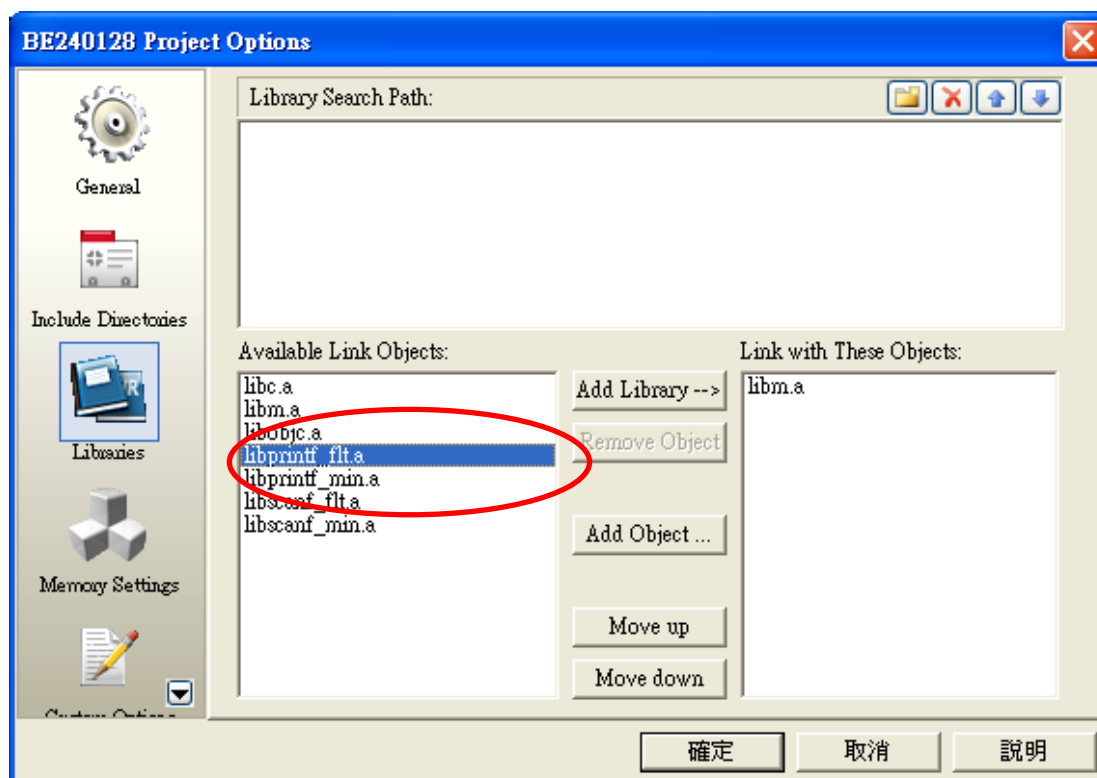 BE240128 Project Options
Library Search Path:
General
Include Directories
Available Link Objects:
Link with These Objects:
libc.a
libm.a
libobjc.a
libprintf_flt.a
libprintf_min.a
libscanf_flt.a
libscanf_min.a
Add Library -->
Remove Object
Add Object ...
Move up
Move down
libm.a
Libraries
Memory Settings
Custom Options
確定
取消
說明